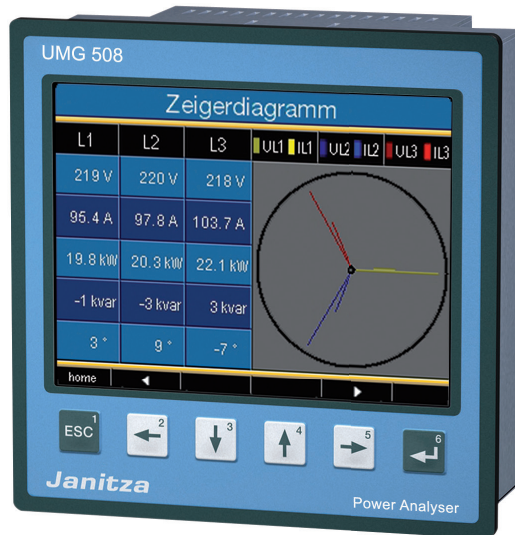 UMG 508
Zeigerdiagramm
L1 L2 L3 UL1 IL1 UL2 IL2 UL3 IL3
219 V 220 V 218 V
95.4 A 97.8 A 103.7 A
19.8 kW 20.3 kW 22.1 kW
-1 kvar -3 kvar 3 kvar
3 ° 9 ° -7 °
home
ESC 1 2 3 4 5 6
Janitza
Power Analyser